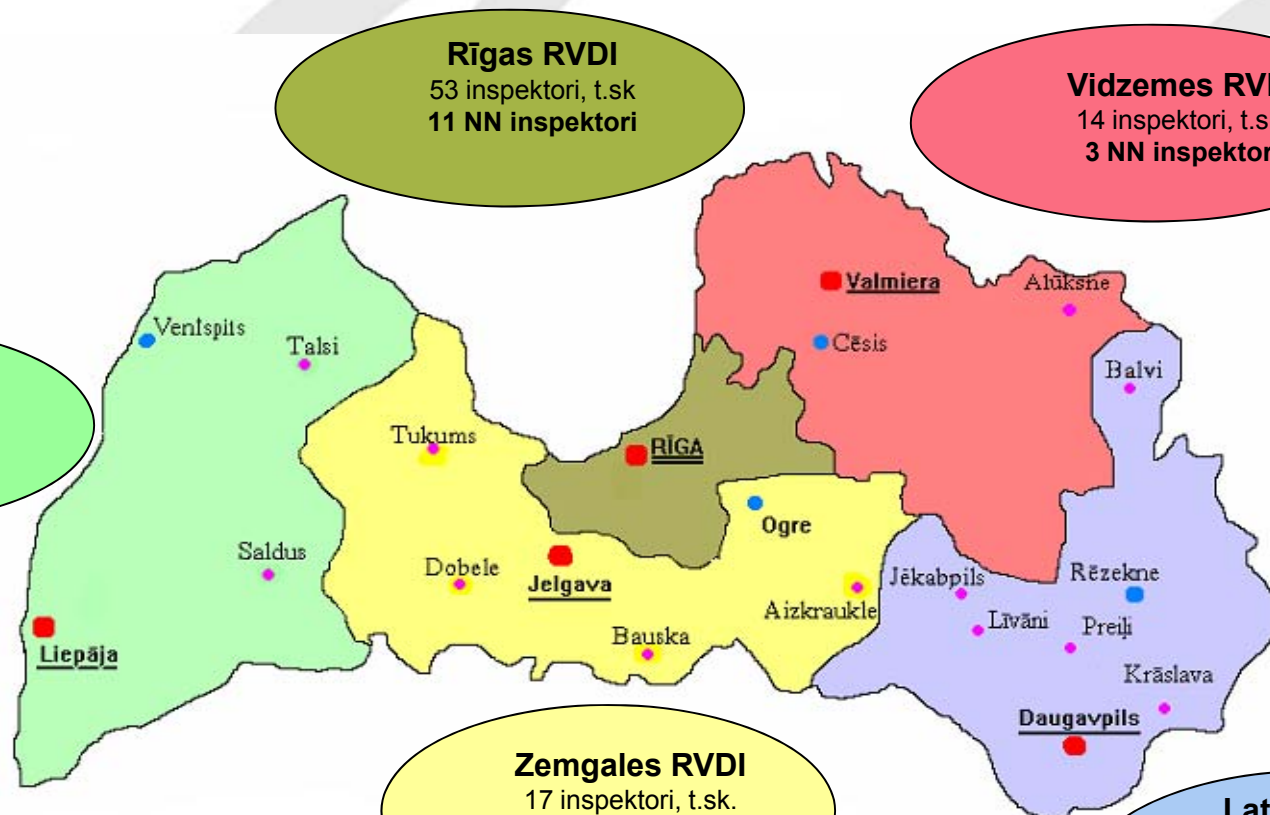 Rīgas RVDI
53 inspektori, t.sk
11 NN inspektori
Vidzemes RVD
14 inspektori, t.s
3 NN inspektor
Valmiera
Alūksne
Ventspils
Talsi
Cēsis
Balvi
Tukums
RĪGA
Ogre
Saldus
Dobele
Jelgava
Jēkabpils
Rēzekne
Aizkraukle
Līvāni
Preiļi
Liepāja
Bauska
Krāslava
Daugavpils
Zemgales RVDI
17 inspektori, t.sk.
Lat